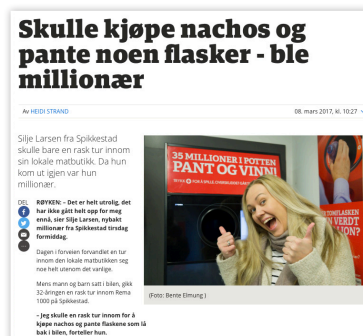 Skulle kjøpe nachos og
pante noen flasker - ble
millionær
Av HEIDI STRAND
08. mars 2017, kl. 10:27
Silje Larsen fra Spikkestad
skulle bare en rask tur innom
sin lokale matbutikk. Da hun
kom ut igjen var hun
millionær.
DEL
RØYKEN: – Det er helt utrolig, det
har ikke gått helt opp for meg
ennå, sier Silje Larsen, nybakt
millionær fra Spikkestad tirsdag
formiddag.
Dagen i forveien forvandlet en tur
innom den lokale matbutikken seg
noe helt utenom det vanlige.
Mens mann og barn satt i bilen, gikk
32-åringen en rask tur innom Rema
1000 på Spikkestad.
– Jeg skulle en rask tur innom for å
kjøpe nachos og pante flaskene som lå
bak i bilen, forteller hun.
35 MILLIONER I POTTEN
PANT OG VINN!
TOMFLASKEN
VERDT
(Foto: Bente Elmung )